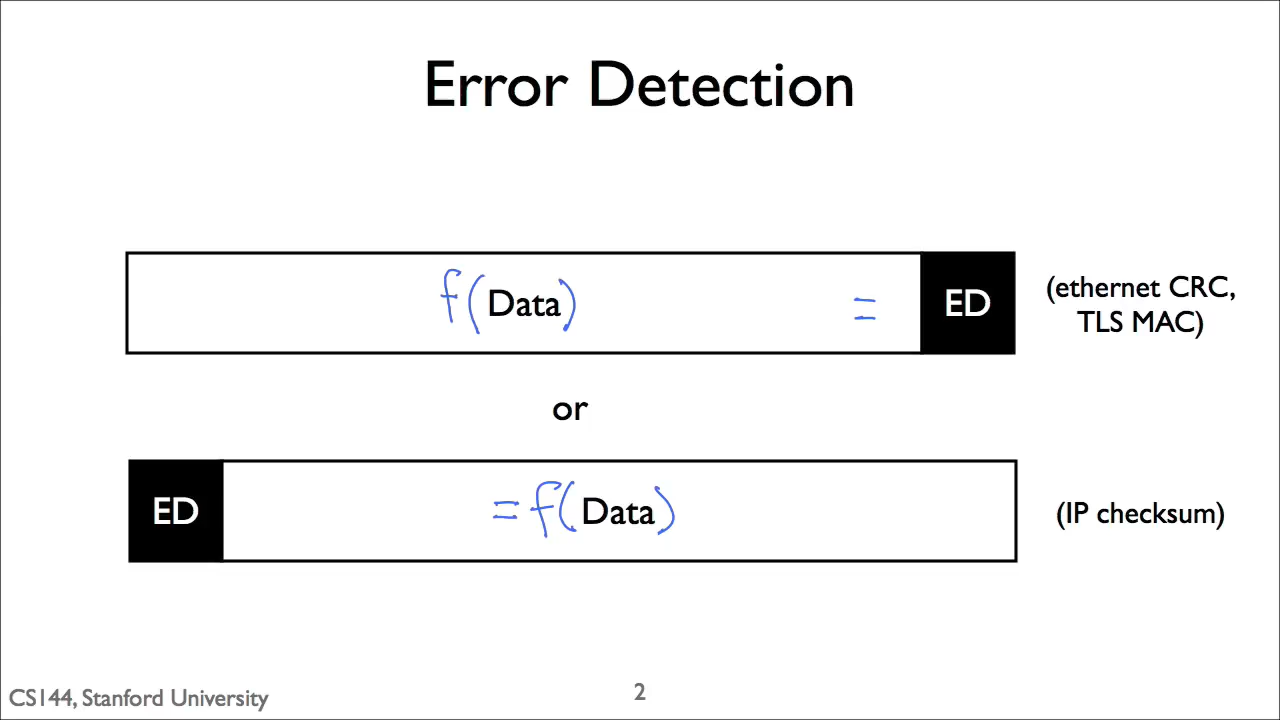 Error Detection
f(Data) = ED
(ethernet CRC,
TLS MAC)
or
ED = f(Data)
(IP checksum)
CS144, Stanford University
2